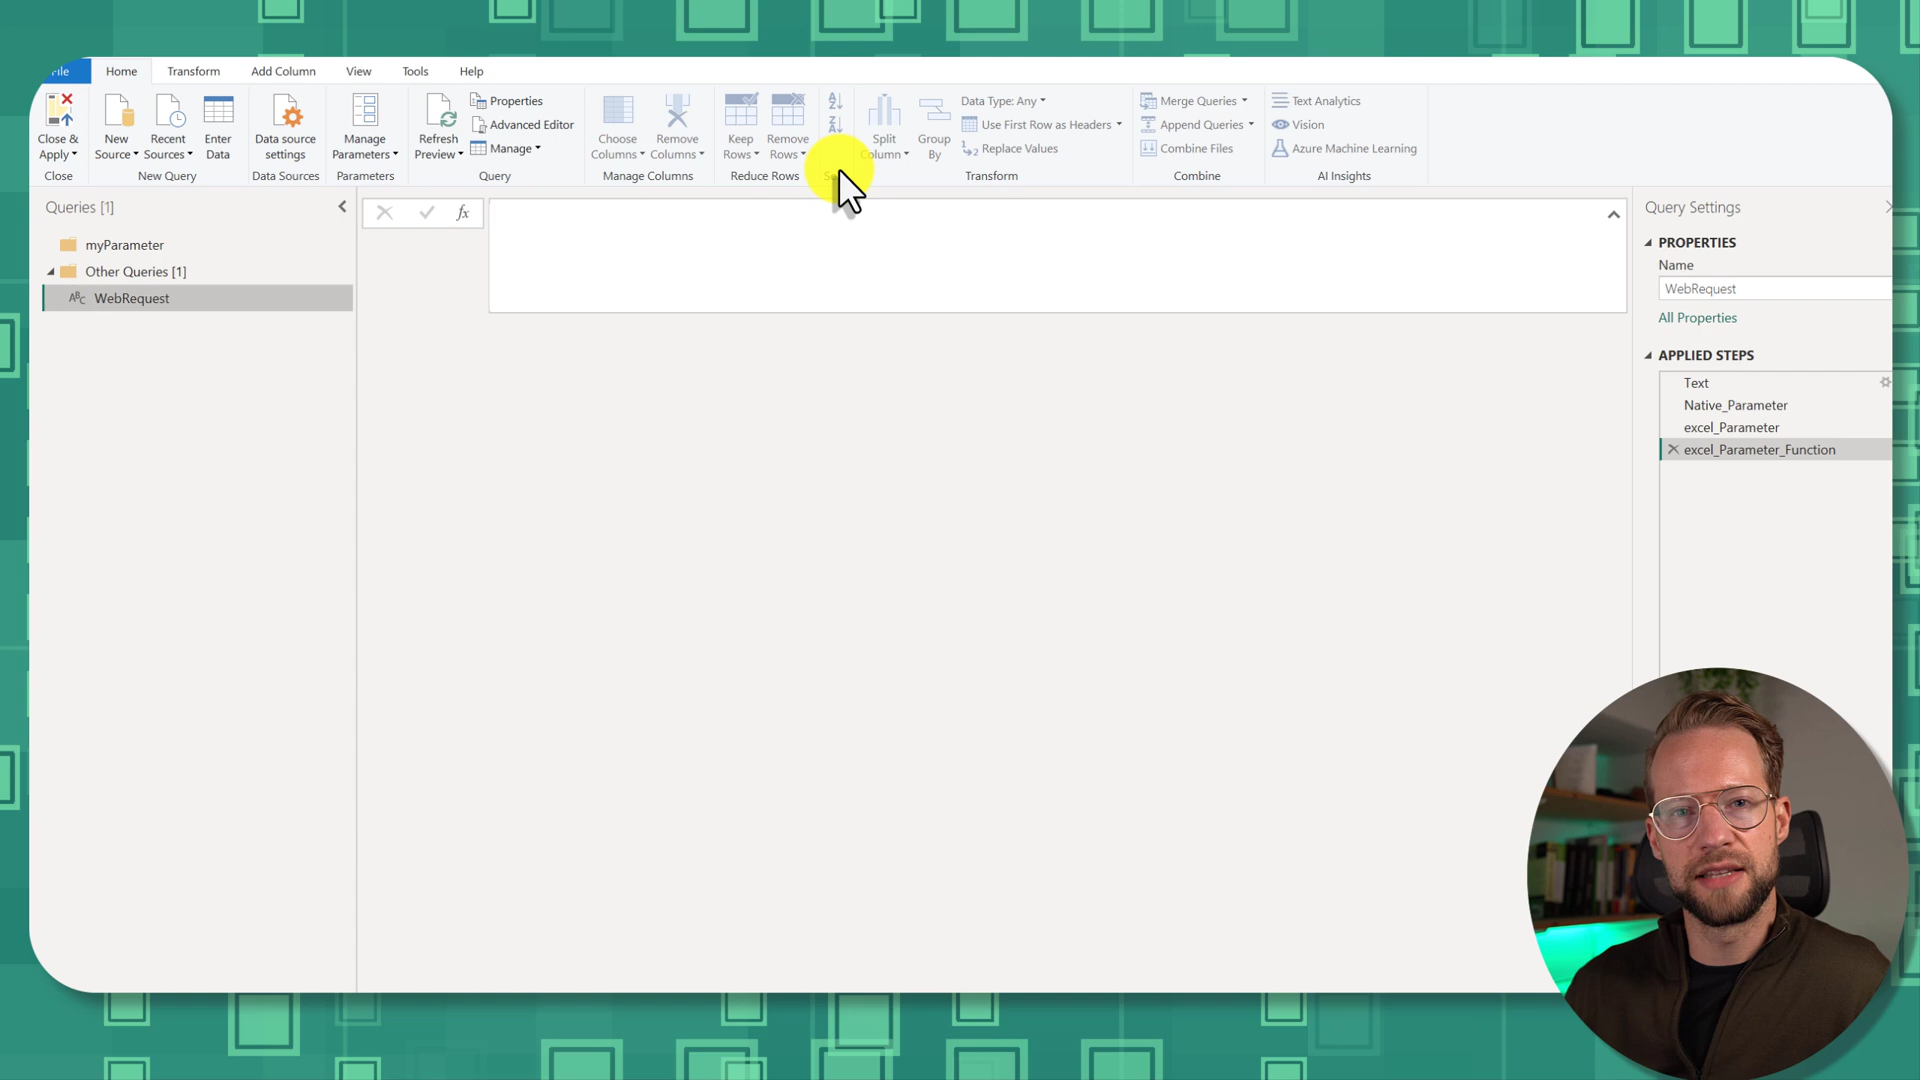 File Home Transform Add Column View Tools Help
Close & Apply
New Source
Recent Sources
Enter Data
Data source settings
Manage Parameters
Refresh Preview
Properties
Advanced Editor
Manage
Choose Columns
Remove Columns
Keep Rows
Remove Rows
Split Column
Group By
Data Type: Any
Use First Row as Headers
Replace Values
Merge Queries
Append Queries
Combine Files
Text Analytics
Vision
Azure Machine Learning
Close
New Query
Data Sources
Parameters
Query
Manage Columns
Reduce Rows
Transform
Combine
AI Insights
Queries [1]
myParameter
Other Queries [1]
ABC WebRequest
fx
Query Settings
PROPERTIES
Name
WebRequest
All Properties
APPLIED STEPS
Text
Native_Parameter
excel_Parameter
excel_Parameter_Function